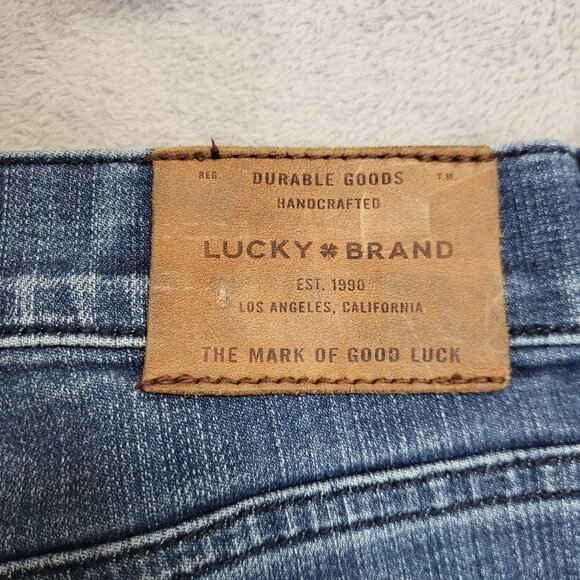 REG. DURABLE GOODS T.M.
HANDCRAFTED
LUCKY BRAND
EST. 1990
LOS ANGELES, CALIFORNIA
THE MARK OF GOOD LUCK